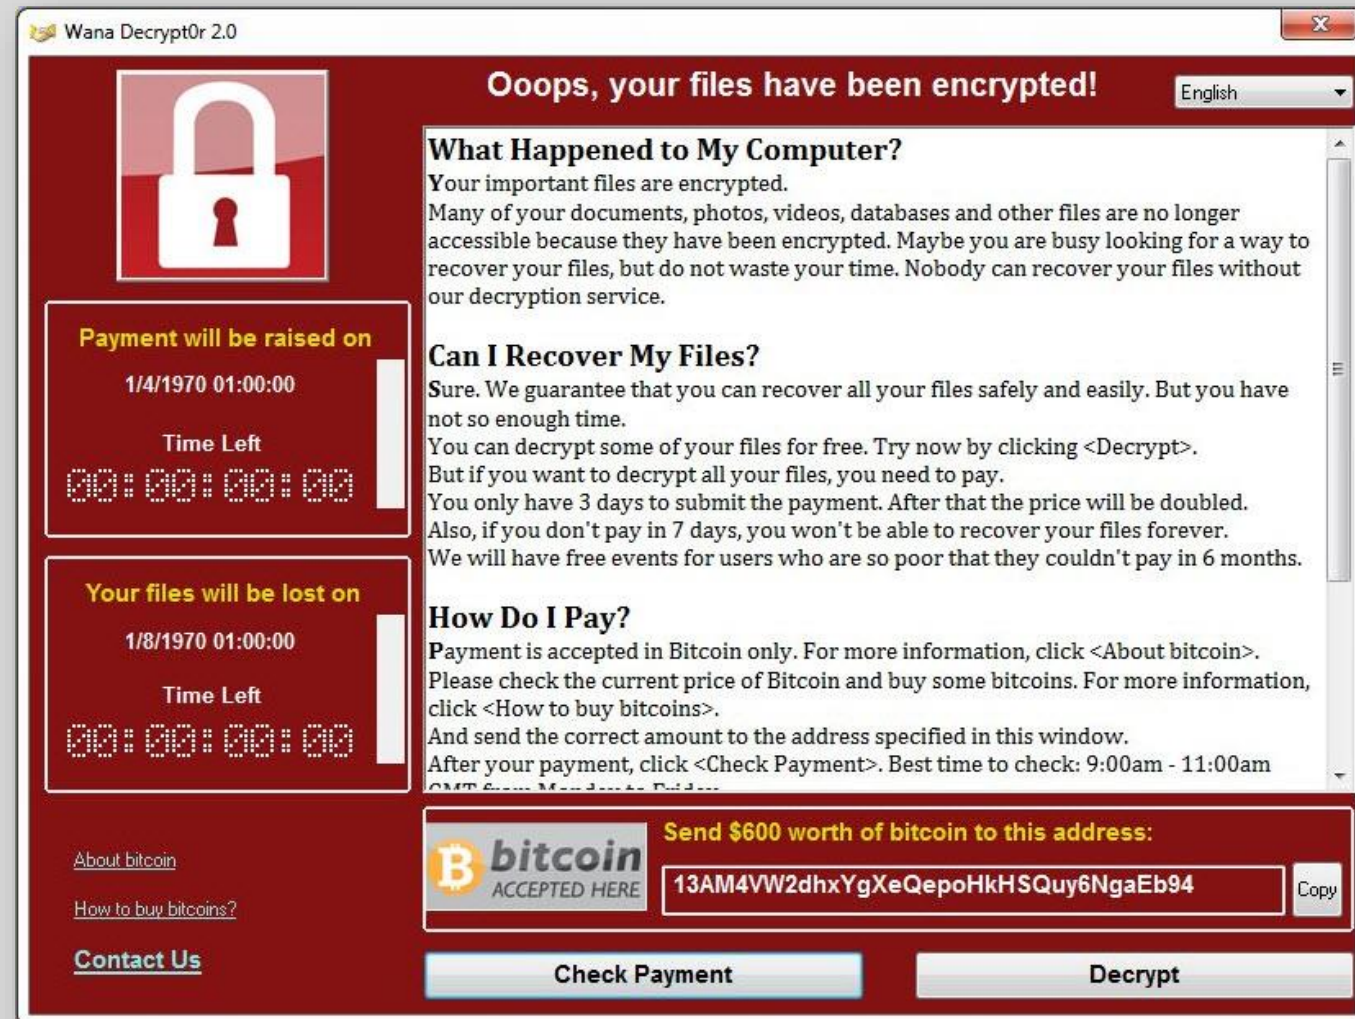 Wana Decrypt0r 2.0
Ooops, your files have been encrypted!
English
What Happened to My Computer?
Your important files are encrypted.
Many of your documents, photos, videos, databases and other files are no longer
accessible because they have been encrypted. Maybe you are busy looking for a way to
recover your files, but do not waste your time. Nobody can recover your files without
our decryption service.
Can I Recover My Files?
Sure. We guarantee that you can recover all your files safely and easily. But you have
not so enough time.
You can decrypt some of your files for free. Try now by clicking <Decrypt>.
But if you want to decrypt all your files, you need to pay.
You only have 3 days to submit the payment. After that the price will be doubled.
Also, if you don't pay in 7 days, you won't be able to recover your files forever.
We will have free events for users who are so poor that they couldn't pay in 6 months.
How Do I Pay?
Payment is accepted in Bitcoin only. For more information, click <About bitcoin>.
Please check the current price of Bitcoin and buy some bitcoins. For more information,
click <How to buy bitcoins>.
And send the correct amount to the address specified in this window.
After your payment, click <Check Payment>. Best time to check: 9:00am - 11:00am
GMT from Monday to Friday.
Payment will be raised on
1/4/1970 01:00:00
Time Left
00:00:00:00
Your files will be lost on
1/8/1970 01:00:00
Time Left
00:00:00:00
About bitcoin
How to buy bitcoins?
Contact Us
bitcoin
ACCEPTED HERE
Send $600 worth of bitcoin to this address:
13AM4VW2dhxYgXeQepoHkHSQuy6NgaEb94
Copy
Check Payment
Decrypt